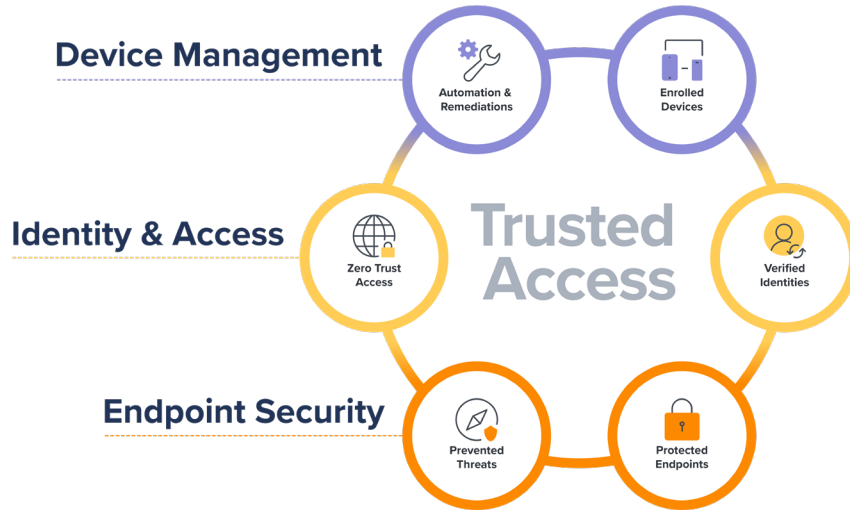 Device Management
Automation &
Remediations
Enrolled
Devices
Identity & Access
Zero Trust
Access
Trusted
Access
Verified
Identities
Endpoint Security
Prevented
Threats
Protected
Endpoints